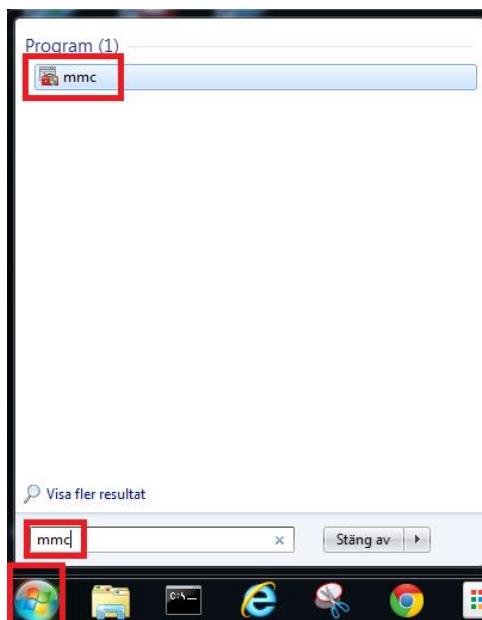 Program (1)
mmc
Visa fler resultat
mmc
Stäng av
C:\_